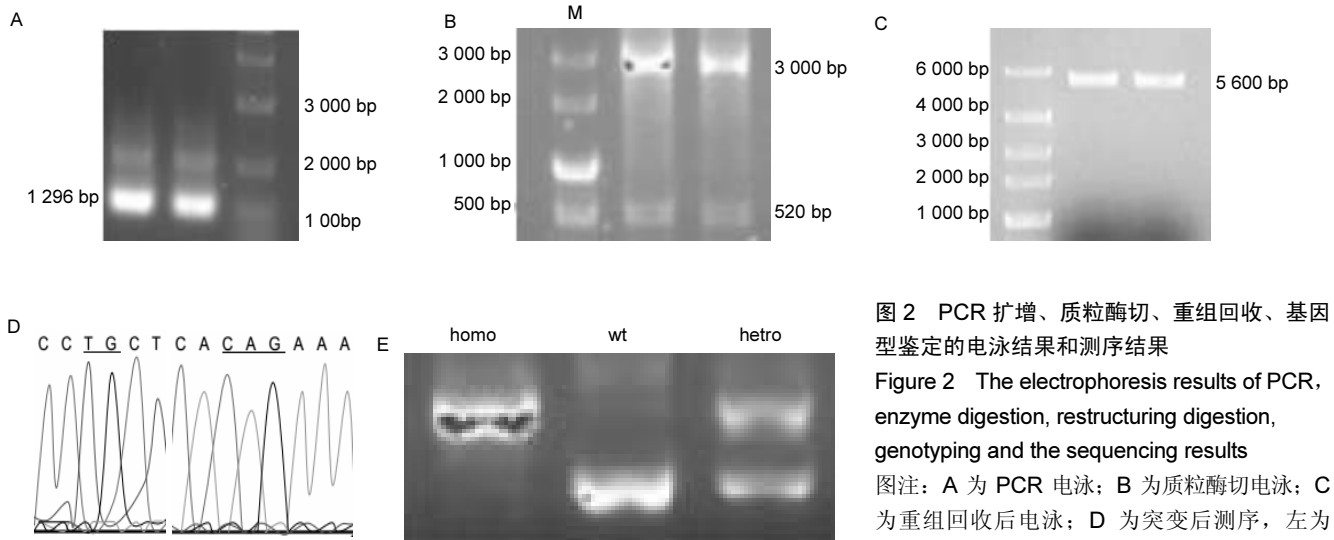 A
3 000 bp
2 000 bp
1 296 bp
1 00bp
B
M
3 000 bp
3 000 bp
2 000 bp
1 000 bp
500 bp
520 bp
C
6 000 bp
5 600 bp
4 000 bp
3 000 bp
2 000 bp
1 000 bp
D
C C T G C T C A C A G A A A
E
homo wt hetro
图 2 PCR 扩增、质粒酶切、重组回收、基因
型鉴定的电泳结果和测序结果
Figure 2 The electrophoresis results of PCR,
enzyme digestion, restructuring digestion,
genotyping and the sequencing results
图注：A 为 PCR 电泳；B 为质粒酶切电泳；C
为重组回收后电泳；D 为突变后测序，左为